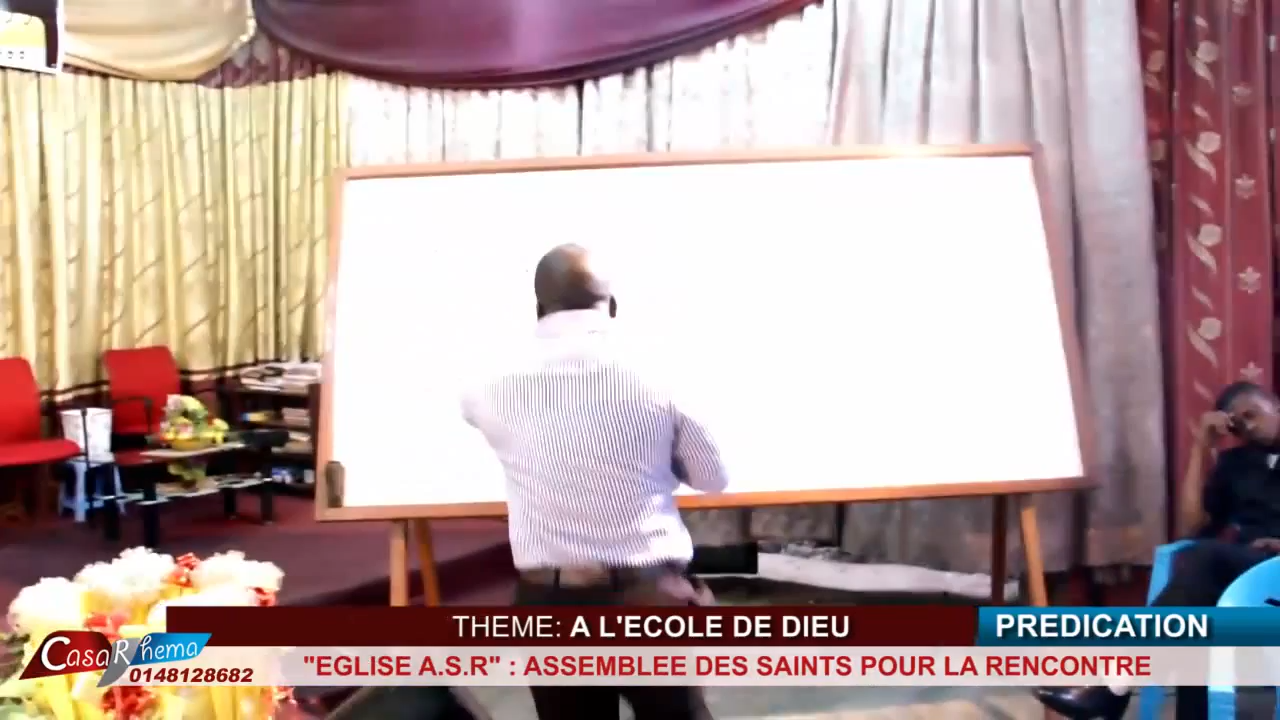 THEME: A L'ECOLE DE DIEU
PREDICATION
CasaRhema
0148128682
"EGLISE A.S.R" : ASSEMBLEE DES SAINTS POUR LA RENCONTRE